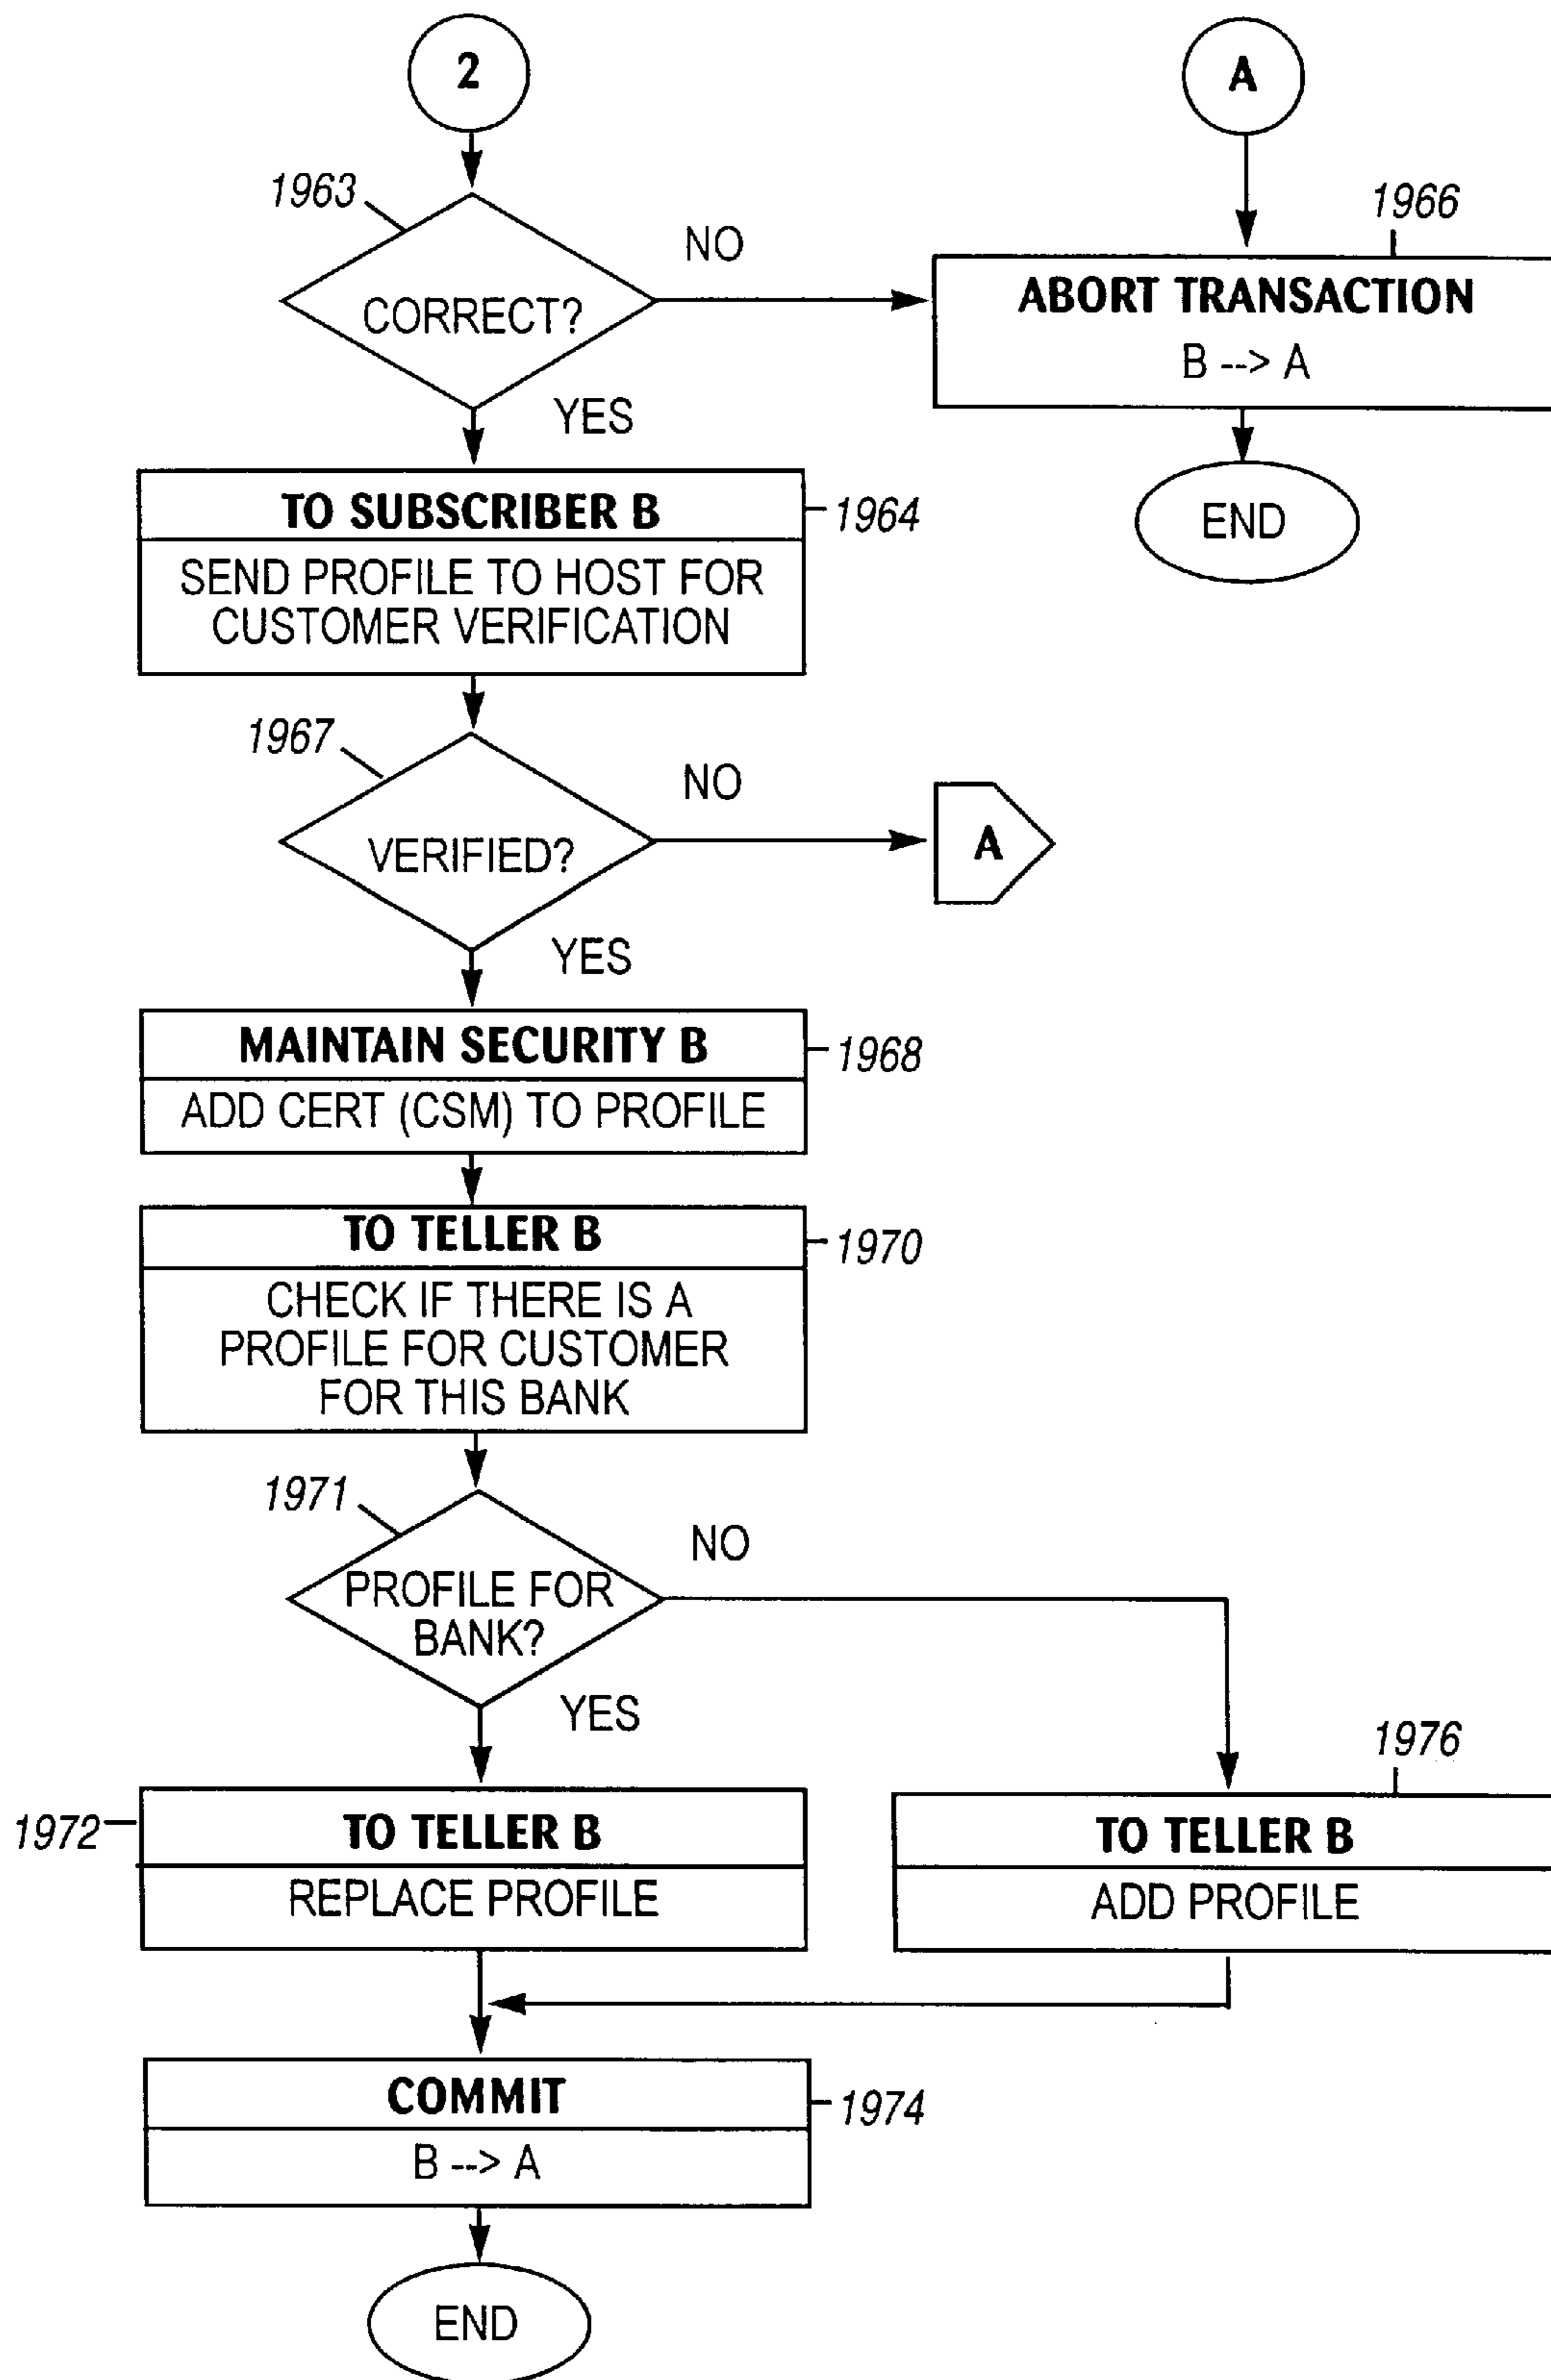 2
A
1963
NO
1966
CORRECT?
ABORT TRANSACTION
B --> A
YES
END
TO SUBSCRIBER B
1964
SEND PROFILE TO HOST FOR
CUSTOMER VERIFICATION
1967
NO
VERIFIED?
A
YES
MAINTAIN SECURITY B
1968
ADD CERT (CSM) TO PROFILE
TO TELLER B
1970
CHECK IF THERE IS A
PROFILE FOR CUSTOMER
FOR THIS BANK
1971
NO
PROFILE FOR
BANK?
YES
1976
1972
TO TELLER B
REPLACE PROFILE
TO TELLER B
ADD PROFILE
COMMIT
1974
B --> A
END